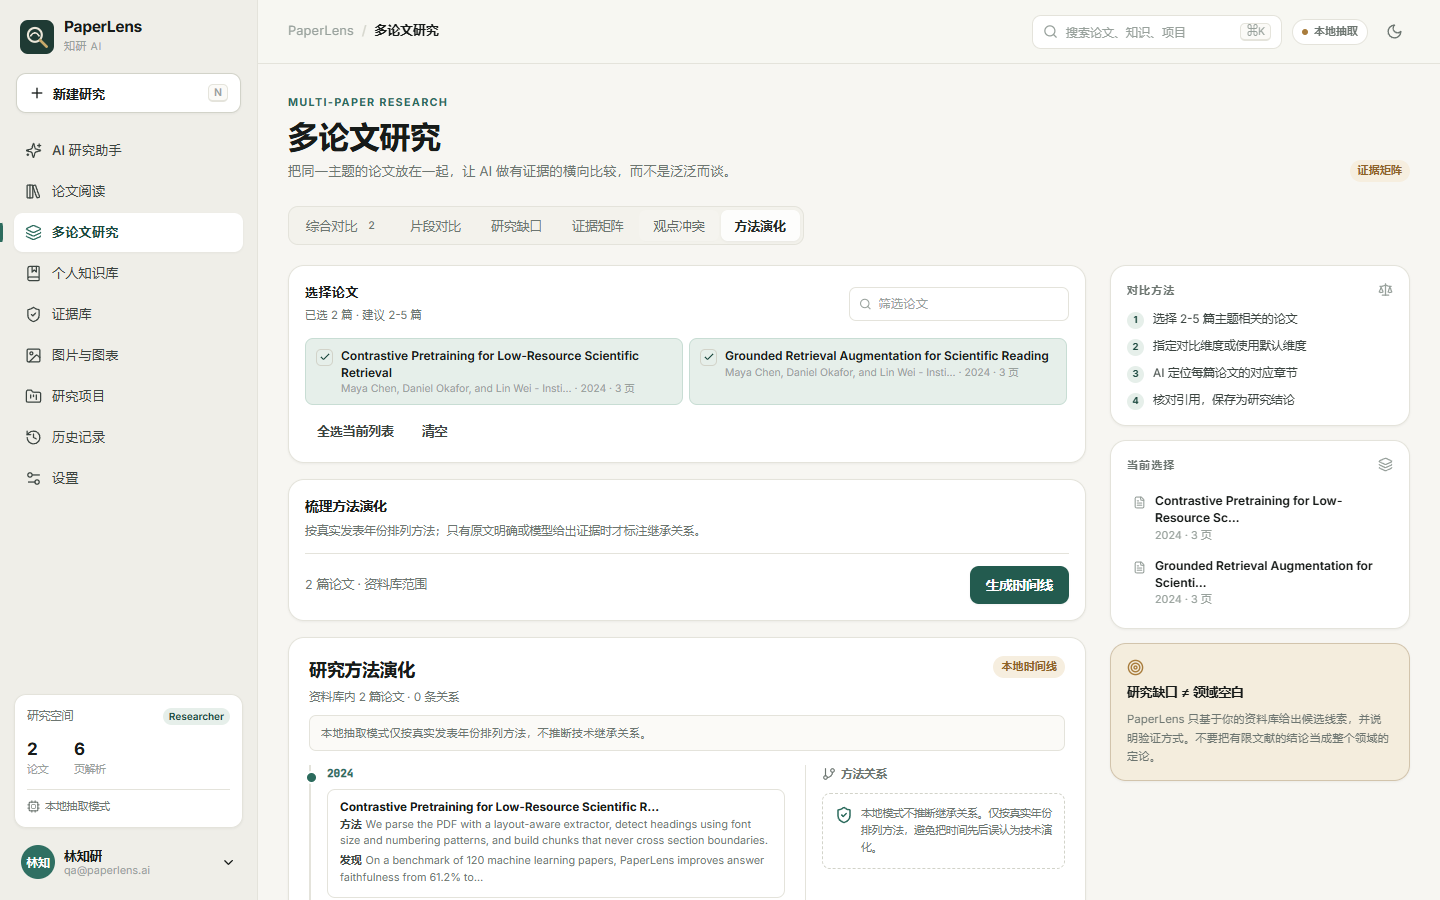 PaperLens
知研 AI
新建研究
N
AI 研究助手
论文阅读
多论文研究
个人知识库
证据库
图片与图表
研究项目
历史记录
设置
研究空间
Researcher
2
6
论文
页解析
本地抽取模式
林知
林知研
qa@paperlens.ai
PaperLens / 多论文研究
搜索论文、知识、项目
⌘K
本地抽取
MULTI-PAPER RESEARCH
多论文研究
把同一主题的论文放在一起，让 AI 做有证据的横向比较，而不是泛泛而谈。
证据矩阵
综合对比 2
片段对比
研究缺口
证据矩阵
观点冲突
方法演化
选择论文
已选 2 篇 · 建议 2-5 篇
筛选论文
Contrastive Pretraining for Low-Resource Scientific
Retrieval
Maya Chen, Daniel Okafor, and Lin Wei - Insti... · 2024 · 3 页
Grounded Retrieval Augmentation for Scientific Reading
Maya Chen, Daniel Okafor, and Lin Wei - Insti... · 2024 · 3 页
全选当前列表
清空
梳理方法演化
按真实发表年份排列方法；只有原文明确或模型给出证据时才标注继承关系。
2 篇论文 · 资料库范围
生成时间线
研究方法演化
本地时间线
资料库内 2 篇论文 · 0 条关系
本地抽取模式仅按真实发表年份排列方法，不推断技术继承关系。
2024
Contrastive Pretraining for Low-Resource Scientific R...
方法 We parse the PDF with a layout-aware extractor, detect headings using font
size and numbering patterns, and build chunks that never cross section boundaries.
发现 On a benchmark of 120 machine learning papers, PaperLens improves answer
faithfulness from 61.2% to...
方法关系
本地模式不推断继承关系。仅按真实年份
排列方法，避免把时间先后误认为技术演
化。
对比方法
1 选择 2-5 篇主题相关的论文
2 指定对比维度或使用默认维度
3 AI 定位每篇论文的对应章节
4 核对引用，保存为研究结论
当前选择
Contrastive Pretraining for Low-
Resource Sc...
2024 · 3 页
Grounded Retrieval Augmentation for
Scienti...
2024 · 3 页
研究缺口 ≠ 领域空白
PaperLens 只基于你的资料库给出候选线索，并说
明验证方式。不要把有限文献的结论当成整个领域的
定论。